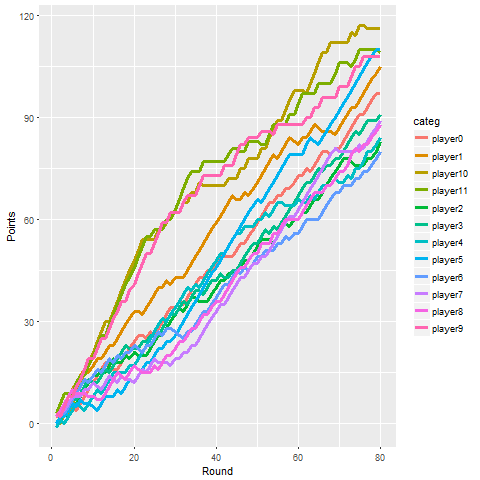 120
90
60
30
0
Points
0
20
40
60
80
Round
categ
player0
player1
player10
player11
player2
player3
player4
player5
player6
player7
player8
player9